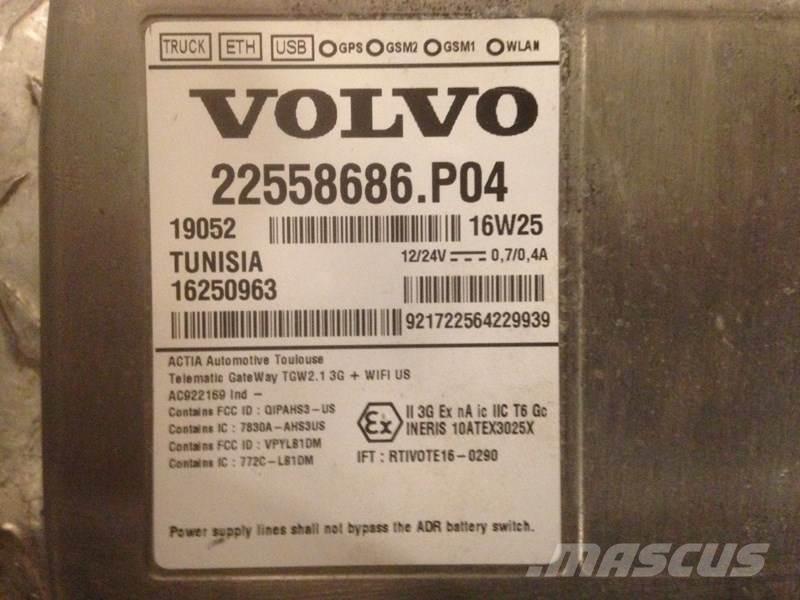 TRUCK ETH USB GPS GSM2 GSM1 WLAN
VOLVO
22558686.P04
19052 16W25
TUNISIA 12/24V 0,7/0,4A
16250963
921722564229939
ACTIA Automotive Toulouse
Telematic GateWay TGW2.1 3G + WIFI US
AC922169 Ind -
Contains FCC ID : QIPAHS3-US
Contains IC : 7830A-AHS3US
Contains FCC ID : VPYLB1DM
Contains IC : 772C-LB1DM
Ex II 3G Ex nA ic IIC T6 Gc
INERIS 10ATEX3025X
IFT : RTIVOTE16-0290
Power supply lines shall not bypass the ADR battery switch.
MASCUS